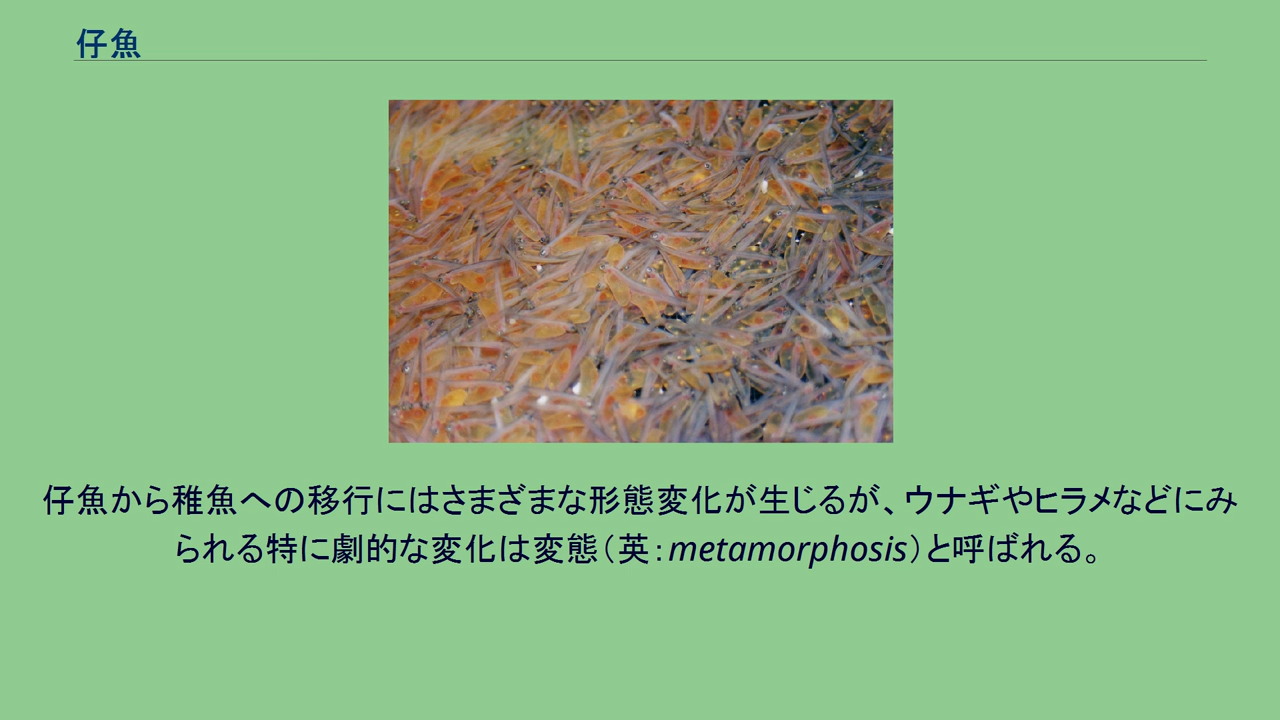 仔魚
仔魚から稚魚への移行にはさまざまな形態変化が生じるが、ウナギやヒラメなどにみ
られる特に劇的な変化は変態（英：metamorphosis）と呼ばれる。